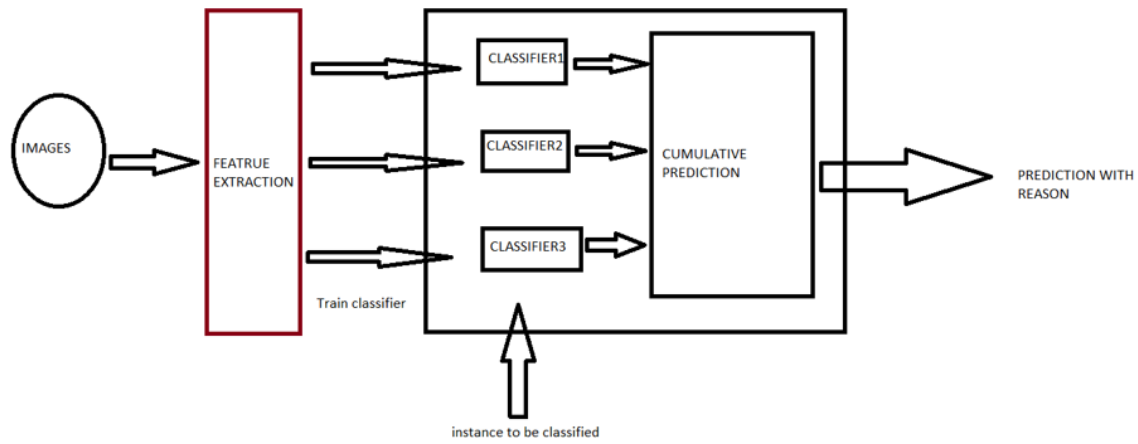 IMAGES
FEATRUE
EXTRACTION
Train classifier
CLASSIFIER1
CLASSIFIER2
CLASSIFIER3
instance to be classified
CUMULATIVE
PREDICTION
PREDICTION WITH
REASON